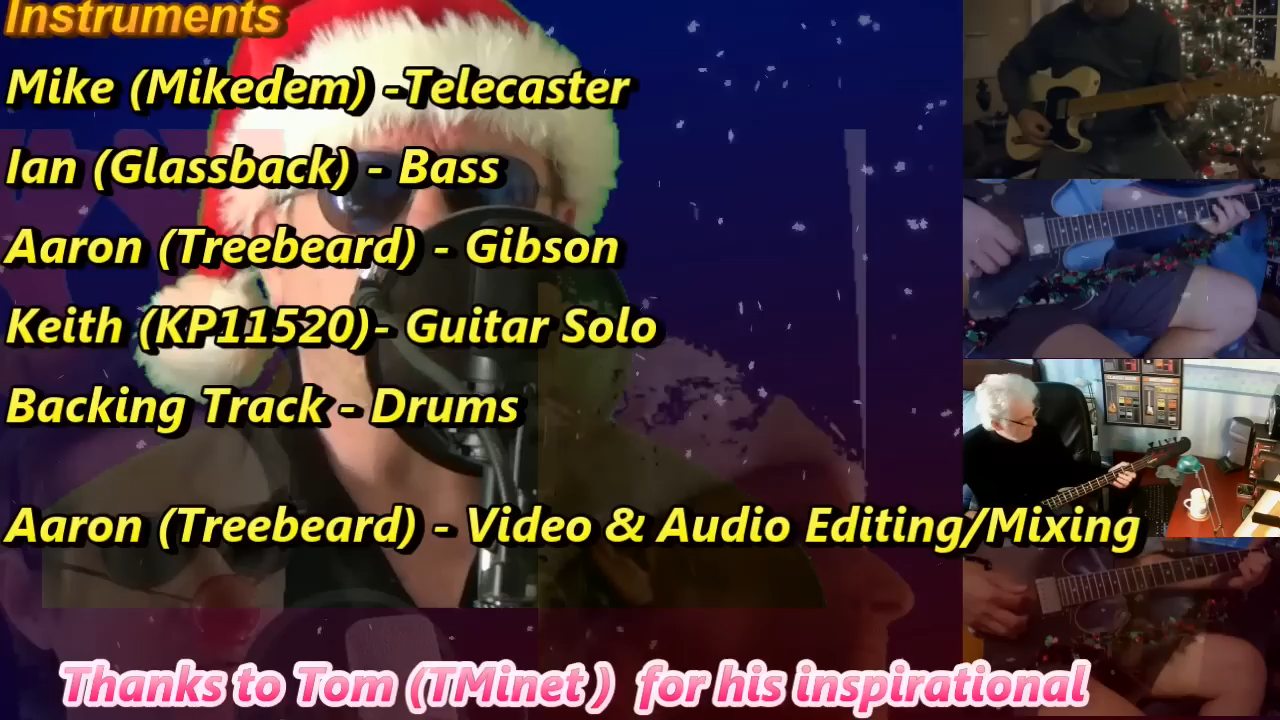 Instruments
Mike (Mikedem) -Telecaster
Ian (Glassback) - Bass
Aaron (Treebeard) - Gibson
Keith (KP11520)- Guitar Solo
Backing Track - Drums
Aaron (Treebeard) - Video & Audio Editing/Mixing
Thanks to Tom (TMinet ) for his inspirational